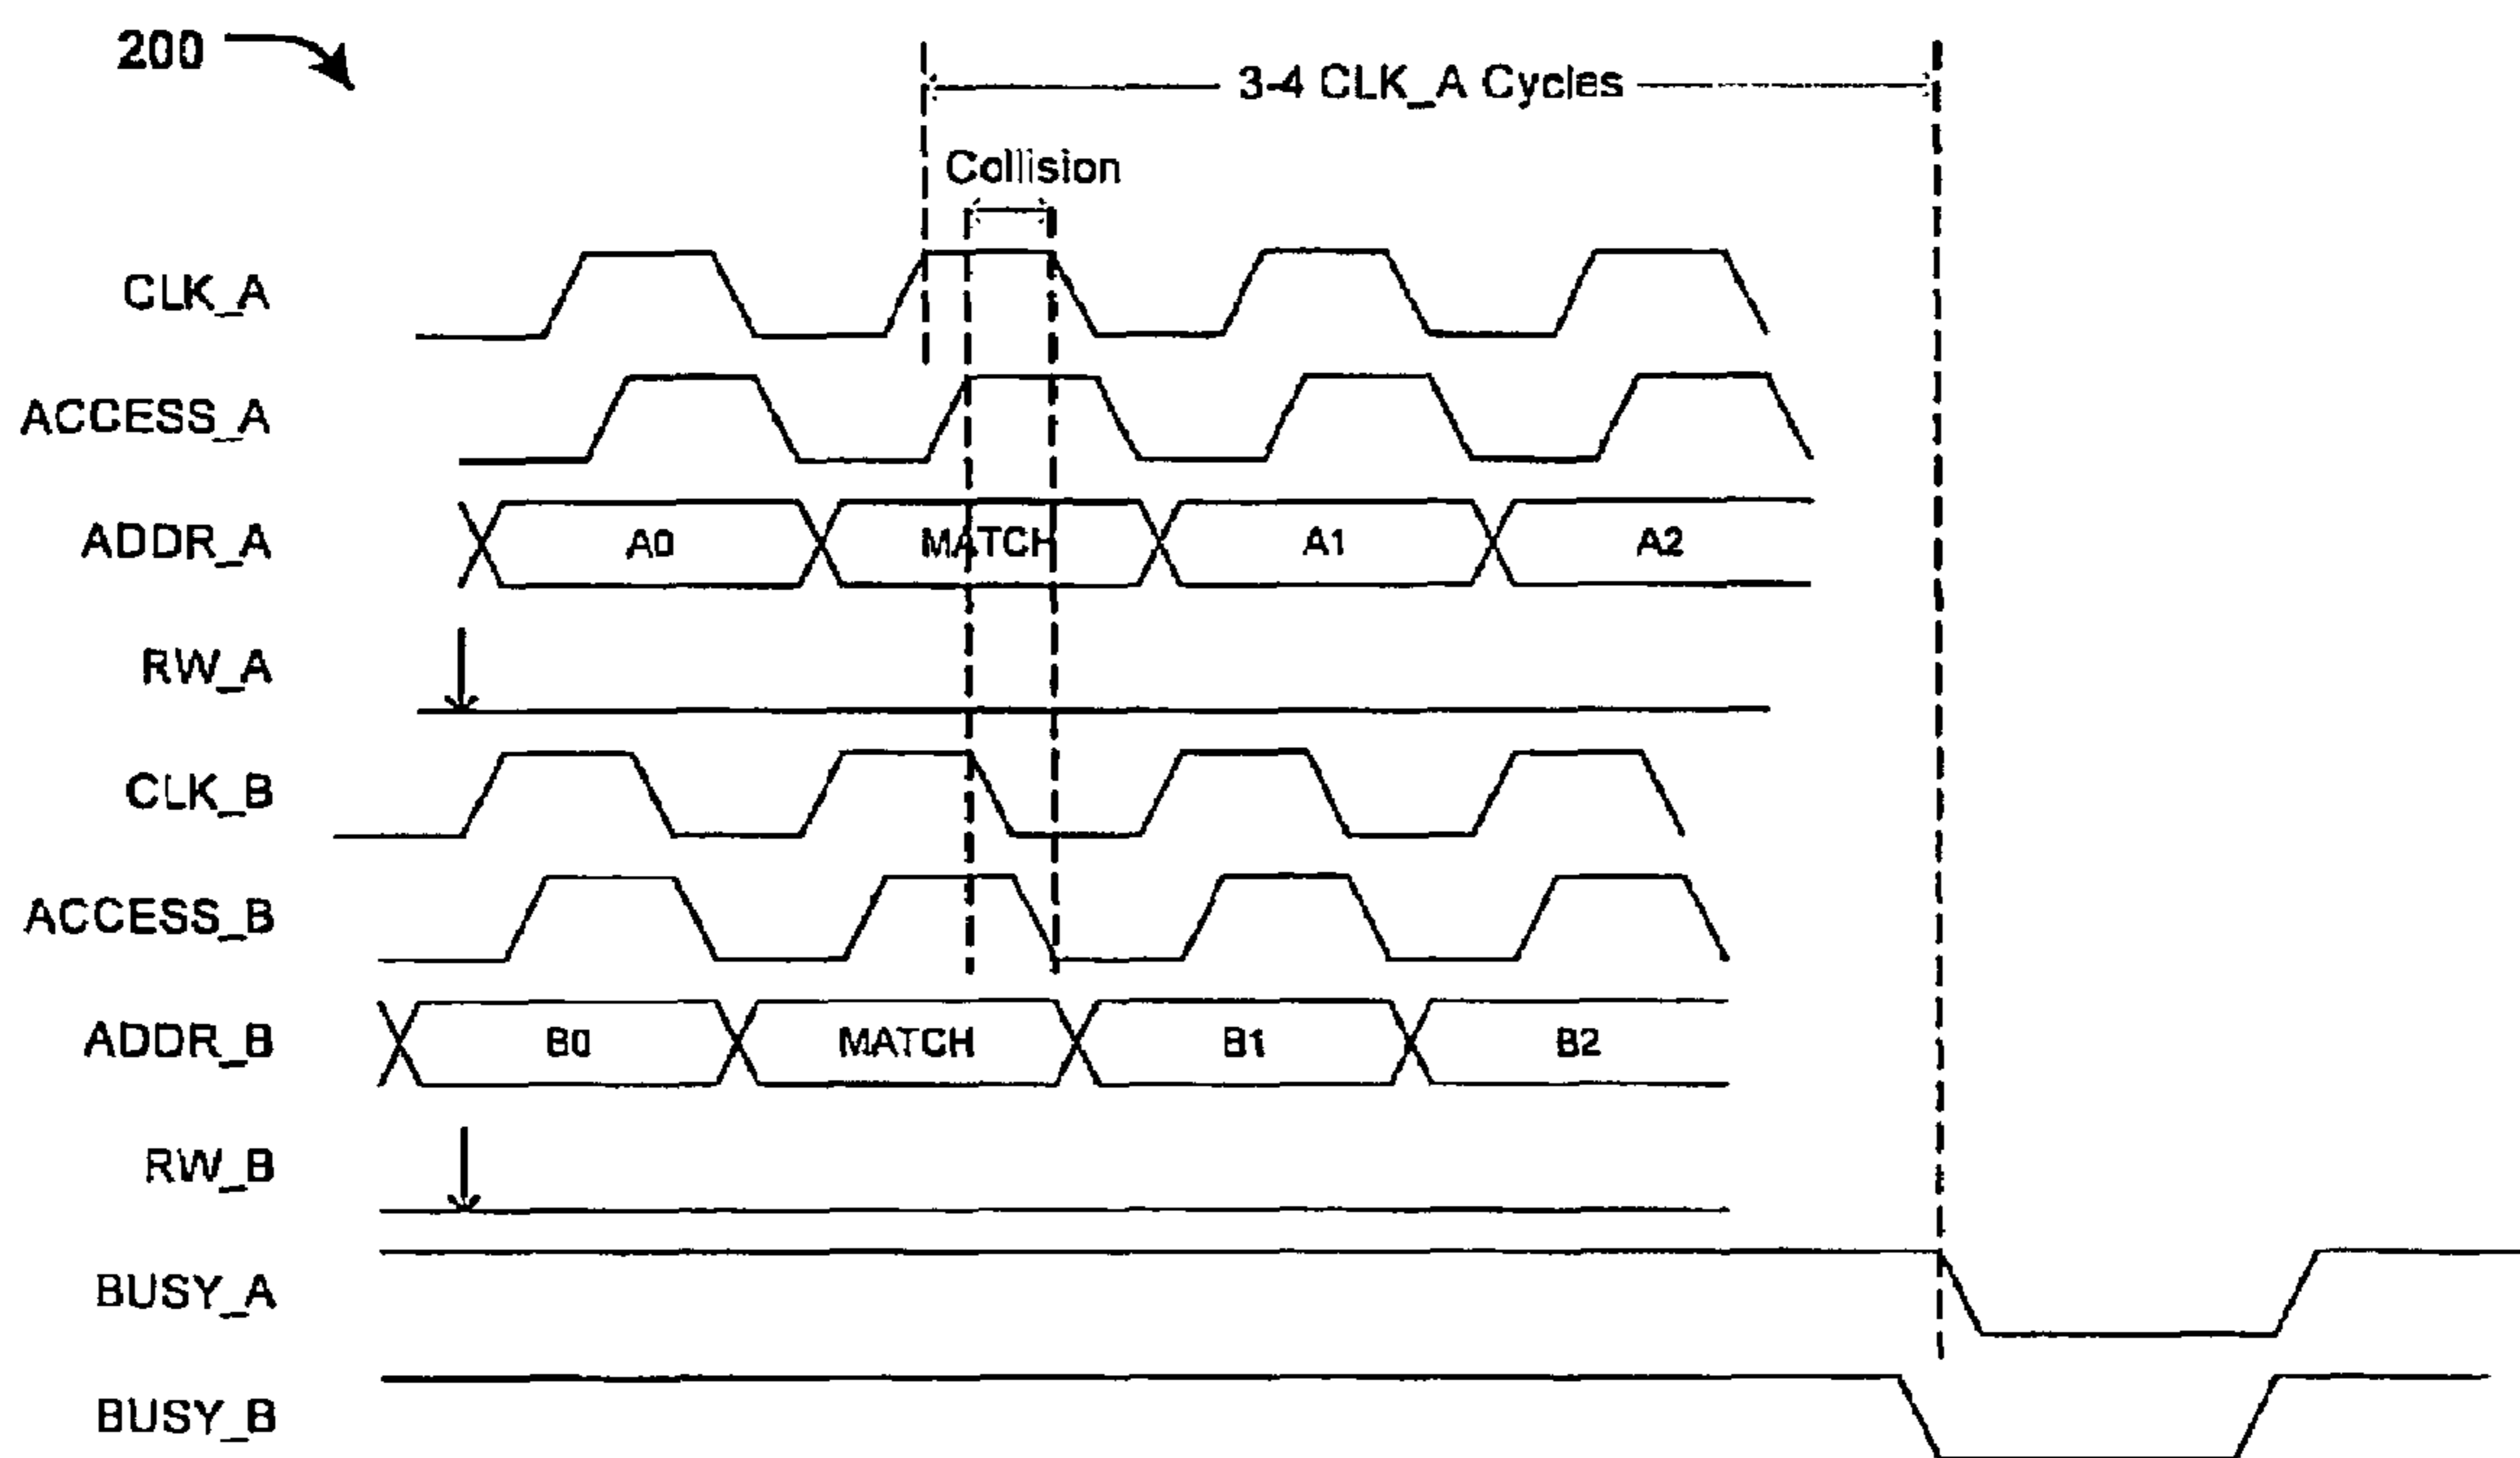 200
3-4 CLK_A Cycles
Collision
CLK_A
ACCESS_A
ADDR_A A0 MATCH A1 A2
RW_A
CLK_B
ACCESS_B
ADDR_B B0 MATCH B1 B2
RW_B
BUSY_A
BUSY_B